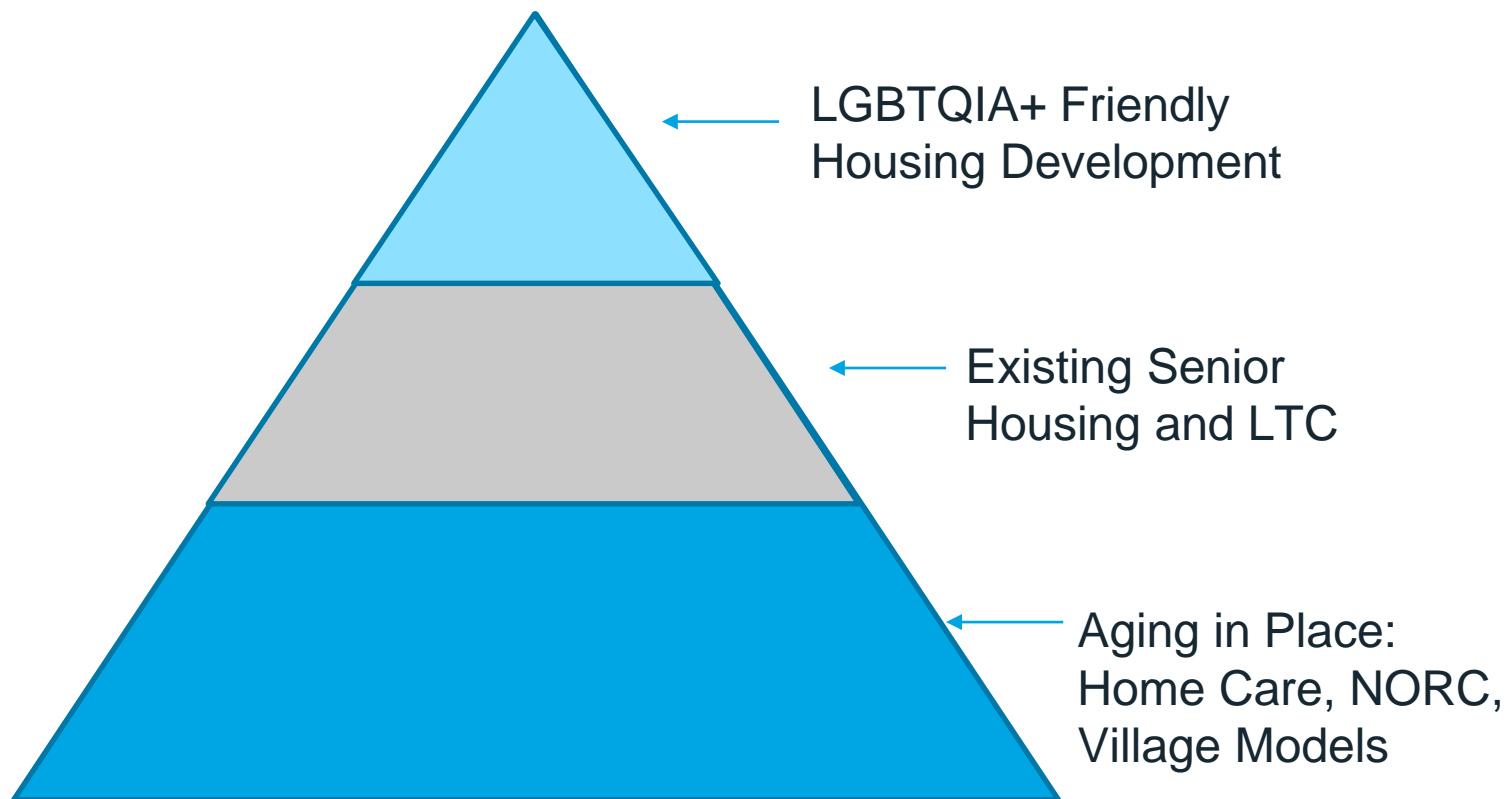 LGBTQIA+ Friendly
Housing Development
Existing Senior
Housing and LTC
Aging in Place:
Home Care, NORC,
Village Models